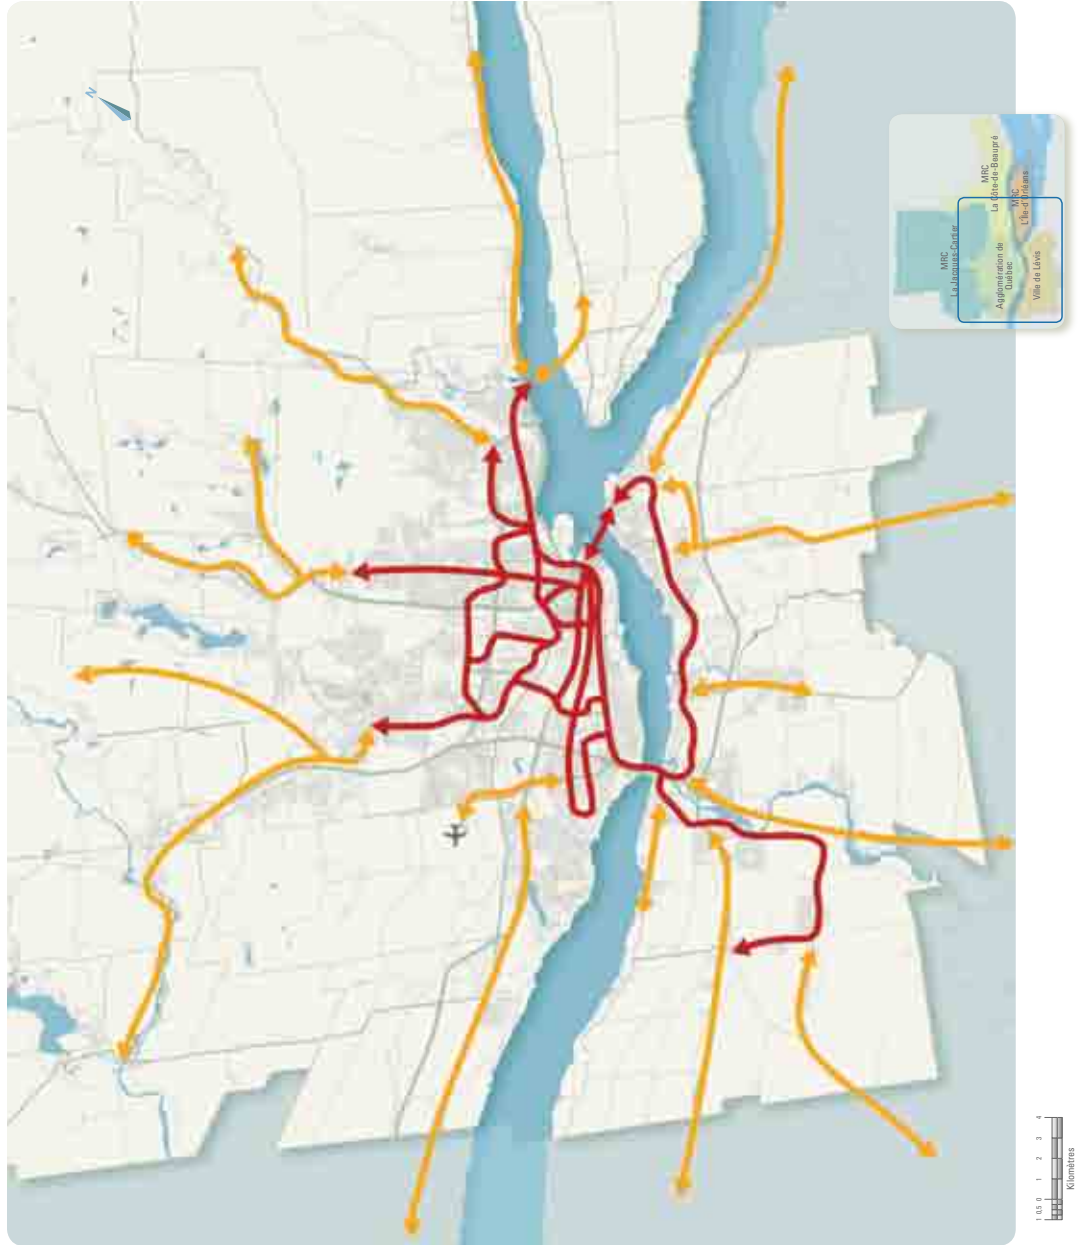 N
MRC
La Côte-de-Beaupré
MRC
L'Île-d'Orléans
MRC
La Jacques-Cartier
Agglomération de
Québec
Ville de Lévis
1 0,5 0 1 2 3 4
Kilomètres